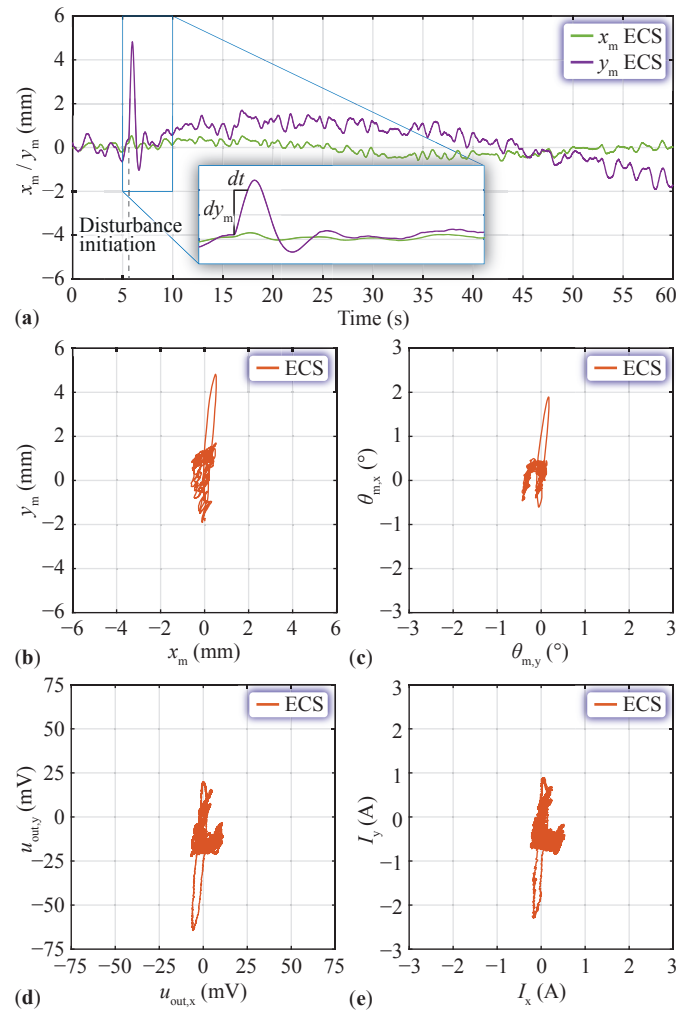 6
4
2
0
−2
−4
−6
x_m / y_m (mm)
x_m ECS
y_m ECS
dt
dy_m
Disturbance
initiation
0 5 10 15 20 25 30 35 40 45 50 55 60
(a) Time (s)
6
4
2
0
−2
−4
6
y_m (mm)
ECS
−6 −4 −2 0 2 4 6
(b) x_m (mm)
3
2
1
0
−1
−2
−3
θ_m,x (°)
ECS
−3 −2 −1 0 1 2 3
(c) θ_m,y (°)
75
50
25
0
−25
−50
−75
u_out,y (mV)
ECS
−75 −50 −25 0 25 50 75
(d) u_out,x (mV)
3
2
1
0
−1
−2
−3
I_y (A)
ECS
−3 −2 −1 0 1 2 3
(e) I_x (A)